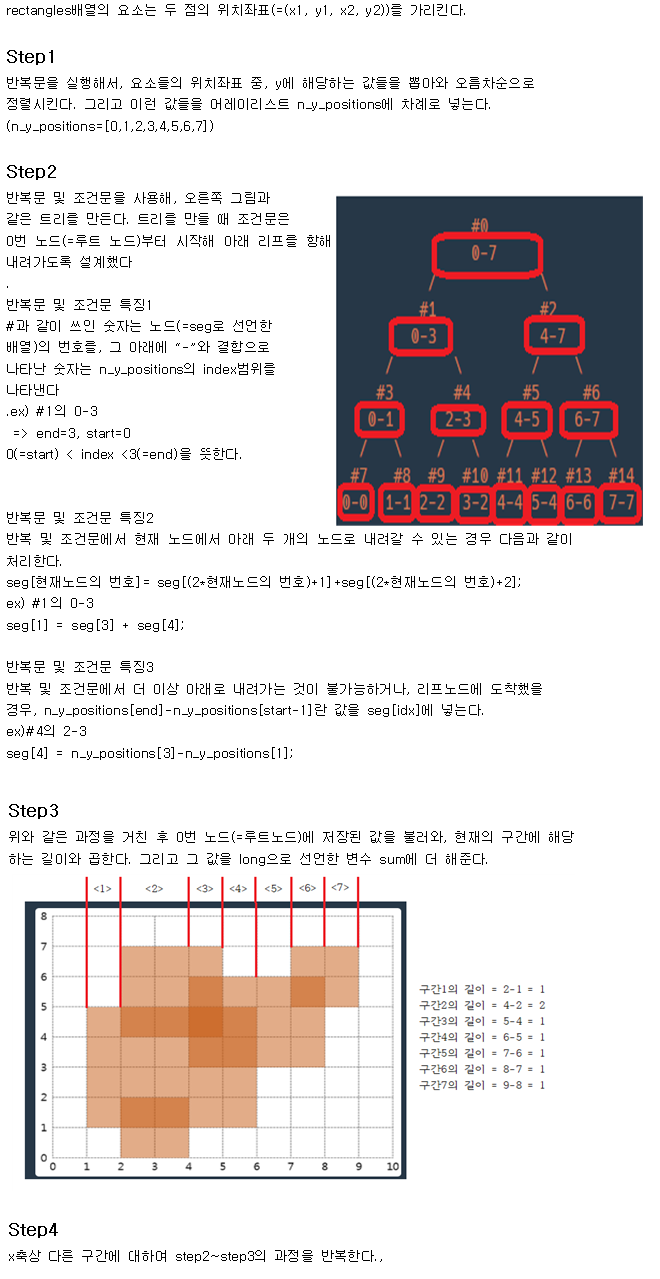 rectangles배열의 요소는 두 점의 위치좌표(=(x1, y1, x2, y2))를 가리킨다.
Step1
반복문을 실행해서, 요소들의 위치좌표 중, y에 해당하는 값들을 뽑아와 오름차순으로
정렬시킨다. 그리고 이런 값들을 어레이리스트 n_y_positions에 차례로 넣는다.
(n_y_positions=[0,1,2,3,4,5,6,7])
Step2
반복문 및 조건문을 사용해, 오른쪽 그림과
같은 트리를 만든다. 트리를 만들 때 조건문은
0번 노드(=루트 노드)부터 시작해 아래 리프를 향해
내려가도록 설계했다
.
반복문 및 조건문 특징1
#과 같이 쓰인 숫자는 노드(=seg로 선언한
배열)의 번호를, 그 아래에 "-"와 결합으로
나타난 숫자는 n_y_positions의 index범위를
나타낸다
.ex) #1의 0-3
=> end=3, start=0
0(=start) < index <3(=end)을 뜻한다.
#0
0-7
#1 #2
0-3 4-7
#3 #4 #5 #6
0-1 2-3 4-5 6-7
#7 #8 #9 #10 #11 #12 #13 #14
0-0 1-1 2-2 3-2 4-4 5-4 6-6 7-7
반복문 및 조건문 특징2
반복 및 조건문에서 현재 노드에서 아래 두 개의 노드로 내려갈 수 있는 경우 다음과 같이
처리한다.
seg[현재노드의 번호]= seg[(2*현재노드의 번호)+1]+seg[(2*현재노드의 번호)+2];
ex) #1의 0-3
seg[1] = seg[3] + seg[4];
반복문 및 조건문 특징3
반복 및 조건문에서 더 이상 아래로 내려가는 것이 불가능하거나, 리프노드에 도착했을
경우, n_y_positions[end]-n_y_positions[start-1]란 값을 seg[idx]에 넣는다.
ex)#4의 2-3
seg[4] = n_y_positions[3]-n_y_positions[1];
Step3
위와 같은 과정을 거친 후 0번 노드(=루트노드)에 저장된 값을 불러와, 현재의 구간에 해당
하는 길이와 곱한다. 그리고 그 값을 long으로 선언한 변수 sum에 더 해준다.
<1> <2> <3> <4> <5> <6> <7>
8
7
6
5
4
3
2
1
0
0 1 2 3 4 5 6 7 8 9 10
구간1의 길이 = 2-1 = 1
구간2의 길이 = 4-2 = 2
구간3의 길이 = 5-4 = 1
구간4의 길이 = 6-5 = 1
구간5의 길이 = 7-6 = 1
구간6의 길이 = 8-7 = 1
구간7의 길이 = 9-8 = 1
Step4
x축상 다른 구간에 대하여 step2~step3의 과정을 반복한다.,